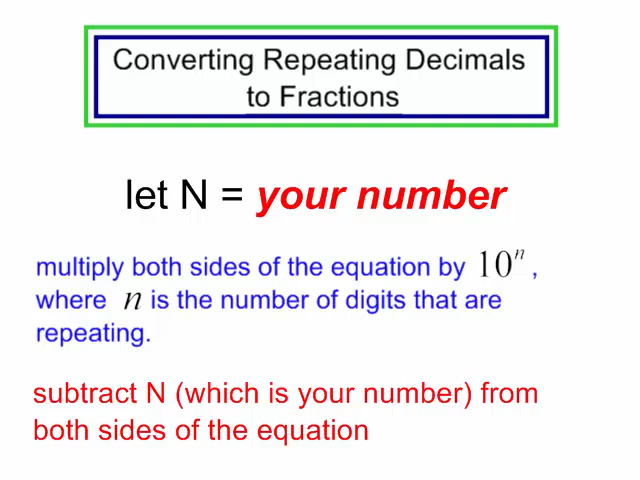 Converting Repeating Decimals
to Fractions
let N = your number
multiply both sides of the equation by 10ⁿ ,
where n is the number of digits that are
repeating.
subtract N (which is your number) from
both sides of the equation